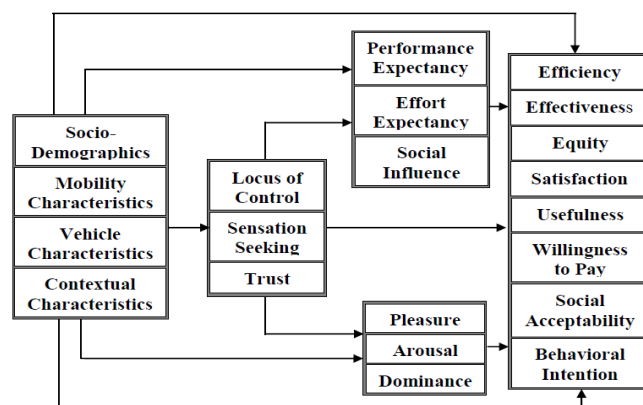 Socio-
Demographics
Mobility
Characteristics
Vehicle
Characteristics
Contextual
Characteristics
Locus of
Control
Sensation
Seeking
Trust
Performance
Expectancy
Effort
Expectancy
Social
Influence
Pleasure
Arousal
Dominance
Efficiency
Effectiveness
Equity
Satisfaction
Usefulness
Willingness
to Pay
Social
Acceptability
Behavioral
Intention